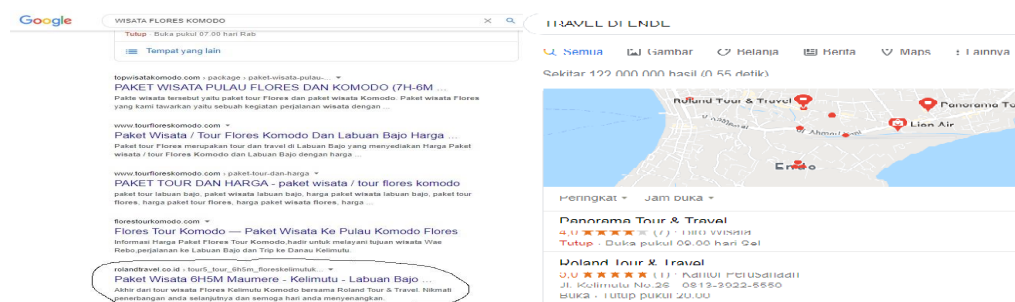 Google
WISATA FLORES KOMODO
Tutup · Buka pukul 07.00 hari Rab
Tempat yang lain
topwisatakomodo.com › package › paket-wisata-pulau-...
PAKET WISATA PULAU FLORES DAN KOMODO (7H-6M ...
Pakte wisata tersebut yaitu paket tour Flores dan paket wisata Komodo. Paket wisata Flores
yang kami tawarkan yaitu sebuah kegiatan perjalanan wisata dengan ...
www.tourfloreskomodo.com
Paket Wisata / Tour Flores Komodo Dan Labuan Bajo Harga ...
Paket tour Flores merupakan tour dan travel di Labuan Bajo yang menyediakan Harga Paket
wisata / tour Flores Komodo dan Labuan Bajo dengan harga ...
www.tourfloreskomodo.com › paket-tour-dan-harga
PAKET TOUR DAN HARGA - paket wisata / tour flores komodo
paket tour labuan bajo, paket wisata labuan bajo, harga paket wisata labuan bajo, paket tour
flores, harga paket tour flores, harga paket wisata flores, harga ...
florestourkomodo.com
Flores Tour Komodo — Paket Wisata Ke Pulau Komodo Flores
Informasi Harga Paket Flores Tour Komodo,hadir untuk melayani tujuan wisata Wae
Rebo,perjalanan ke Labuan Bajo dan Trip ke Danau Kelimutu.
rolandtravel.co.id › tour5_tour_6h5m_floreskelimutuk...
Paket Wisata 6H5M Maumere - Kelimutu - Labuan Bajo ...
Akhir dari tour wisata Flores Kelimutu Komodo bersama Roland Tour & Travel. Nikmati
penerbangan anda selanjutnya dan semoga hari anda menyenangkan.
TRAVEL DI ENDE
Semua Gambar Belanja Berita Maps Lainnya
Sekitar 122.000.000 hasil (0,55 detik)
Roland Tour & Travel
Panorama To
Lion Air
Jl. Ahmad Yani
Ende
Peringkat Jam buka
Panorama Tour & Travel
4,0 ★★★★★ (7) · Biro Wisata
Tutup · Buka pukul 09.00 hari Sel
Roland Tour & Travel
5,0 ★★★★★ (1) · Kantor Perusahaan
Jl. Kelimutu No.26 · 0813-3922-6550
Buka · Tutup pukul 20.00